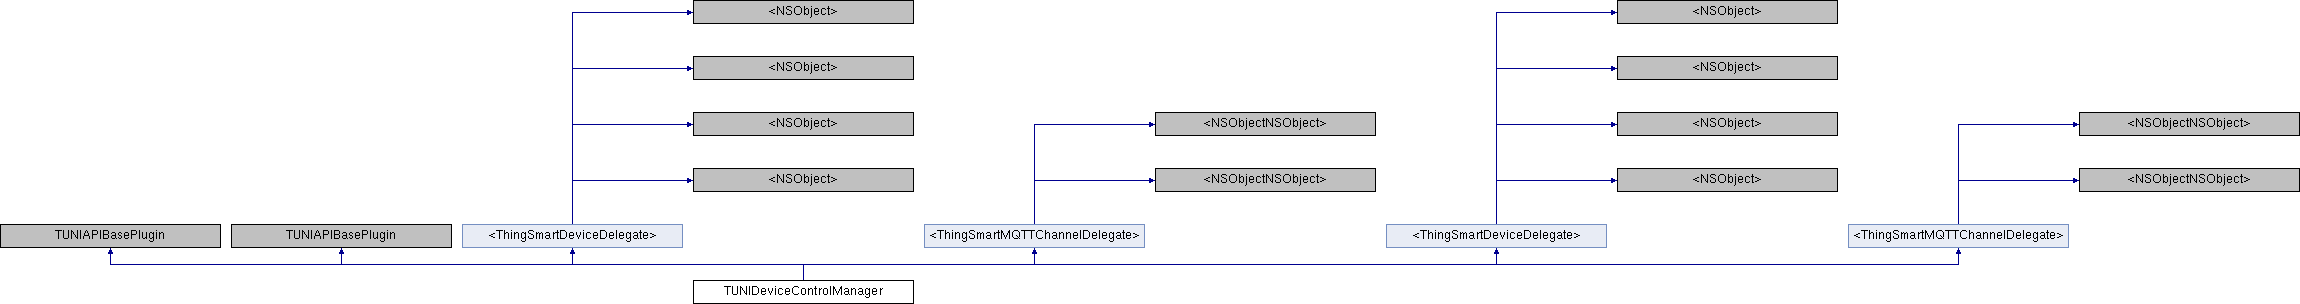 <NSObject> <NSObject>
<NSObject> <NSObject>
<NSObject> <NSObjectNSObject> <NSObject> <NSObjectNSObject>
<NSObject> <NSObjectNSObject> <NSObject> <NSObjectNSObject>
TUNIAPIBasePlugin TUNIAPIBasePlugin <ThingSmartDeviceDelegate> <ThingSmartMQTTChannelDelegate> <ThingSmartDeviceDelegate> <ThingSmartMQTTChannelDelegate>
TUNIDeviceControlManager